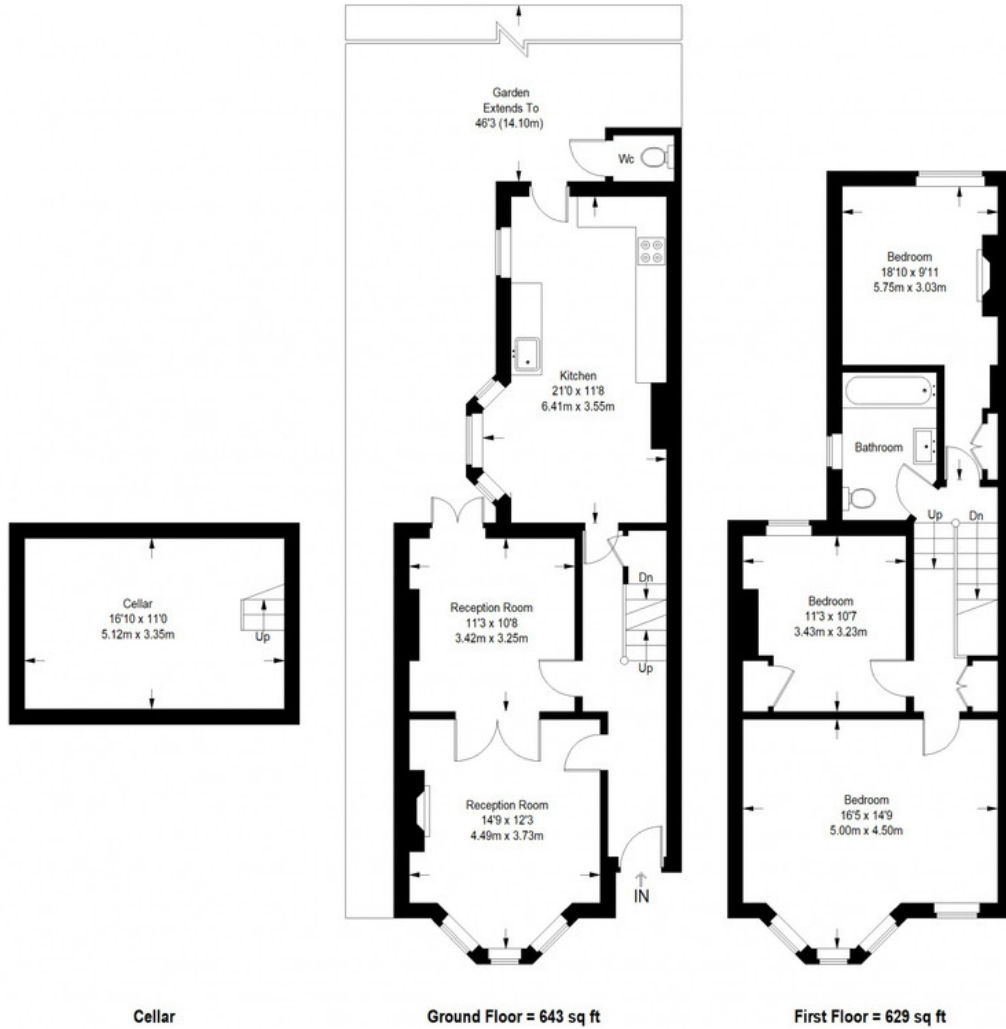 Garden
Extends To
46'3 (14.10m)
Wc
Kitchen
21'0 x 11'8
6.41m x 3.55m
Cellar
16'10 x 11'0
5.12m x 3.35m
Up
Reception Room
11'3 x 10'8
3.42m x 3.25m
Dn
Up
Reception Room
14'9 x 12'3
4.49m x 3.73m
IN
Bedroom
18'10 x 9'11
5.75m x 3.03m
Bathroom
Up
Dn
Bedroom
11'3 x 10'7
3.43m x 3.23m
Bedroom
16'5 x 14'9
5.00m x 4.50m
Cellar
Ground Floor = 643 sq ft
First Floor = 629 sq ft